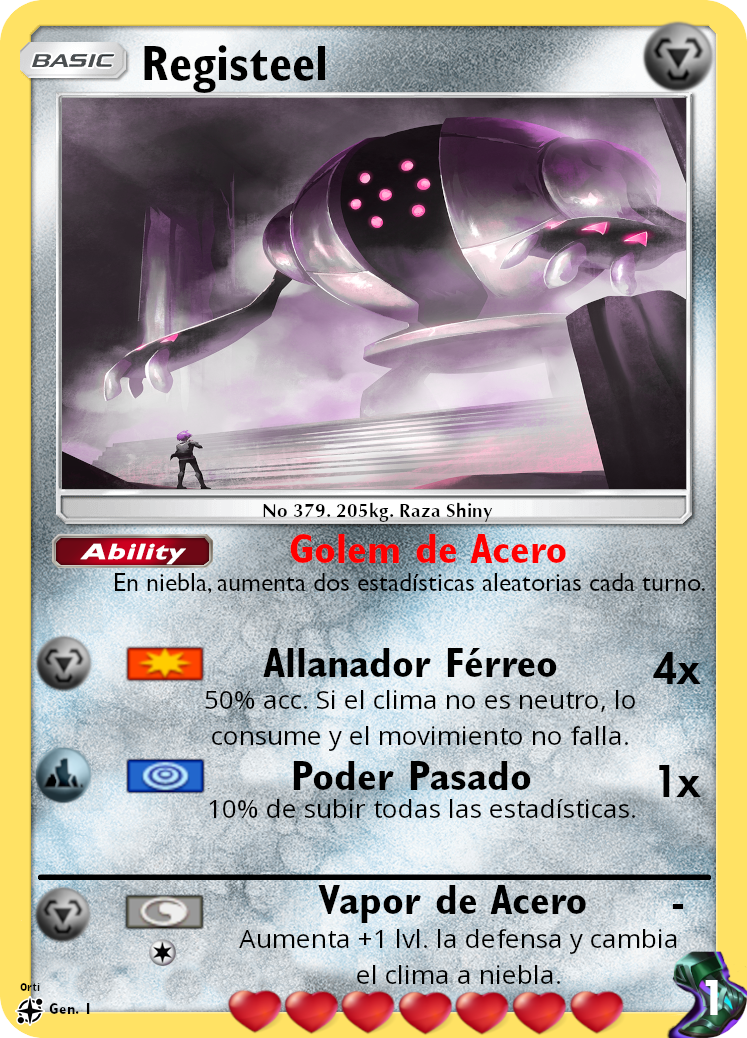 BASIC Registeel
No 379. 205kg. Raza Shiny
Ability Golem de Acero
En niebla, aumenta dos estadísticas aleatorias cada turno.
Allanador Férreo 4x
50% acc. Si el clima no es neutro, lo
consume y el movimiento no falla.
Poder Pasado 1x
10% de subir todas las estadísticas.
Vapor de Acero -
Aumenta +1 lvl. la defensa y cambia
el clima a niebla.
Orti
Gen. I
1